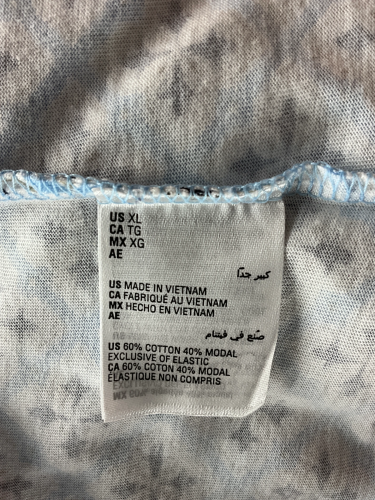 US XL
CA TG
MX XG
AE
كبير جدًا
US MADE IN VIETNAM
CA FABRIQUÉ AU VIETNAM
MX HECHO EN VIETNAM
AE
صُنع في فيتنام
US 60% COTTON 40% MODAL
EXCLUSIVE OF ELASTIC
CA 60% COTON 40% MODAL
ÉLASTIQUE NON COMPRIS